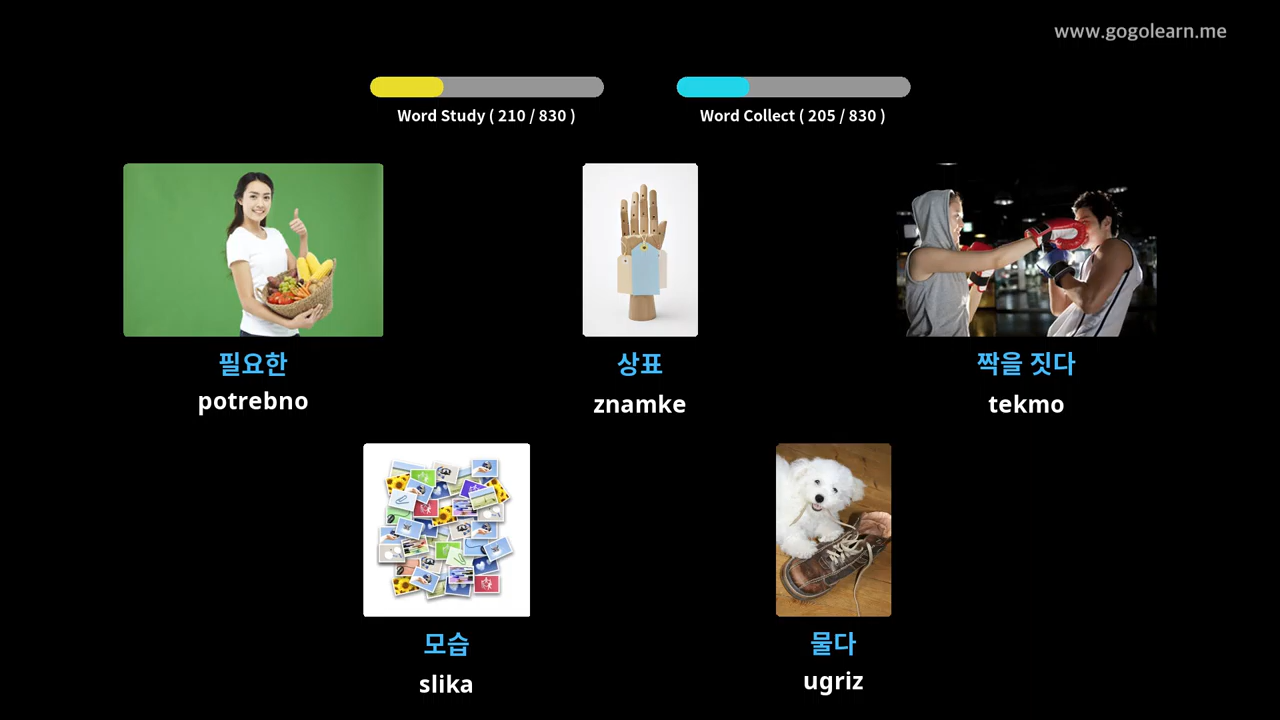 www.gogolearn.me
Word Study ( 210 / 830 )
Word Collect ( 205 / 830 )
필요한
potrebno
상표
znamke
짝을 짓다
tekmo
모습
slika
물다
ugriz